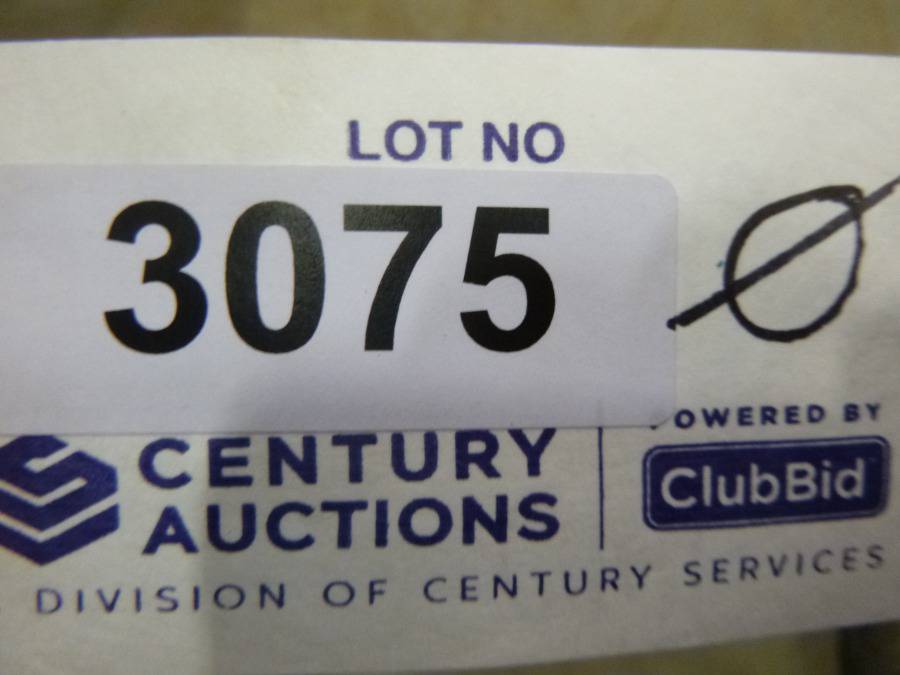 LOT NO
3075 Ø
CENTURY
AUCTIONS
POWERED BY
ClubBid
DIVISION OF CENTURY SERVICES